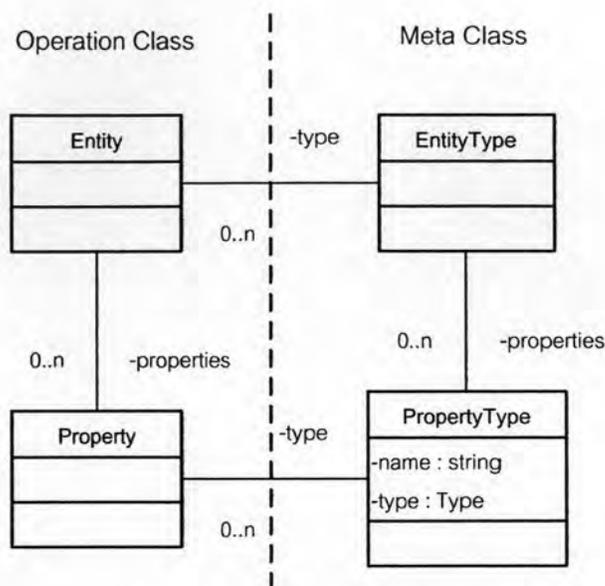 Operation Class
Meta Class
Entity
-type
EntityType
0..n
0..n
-properties
0..n
-properties
Property
-type
PropertyType
-name : string
-type : Type
0..n